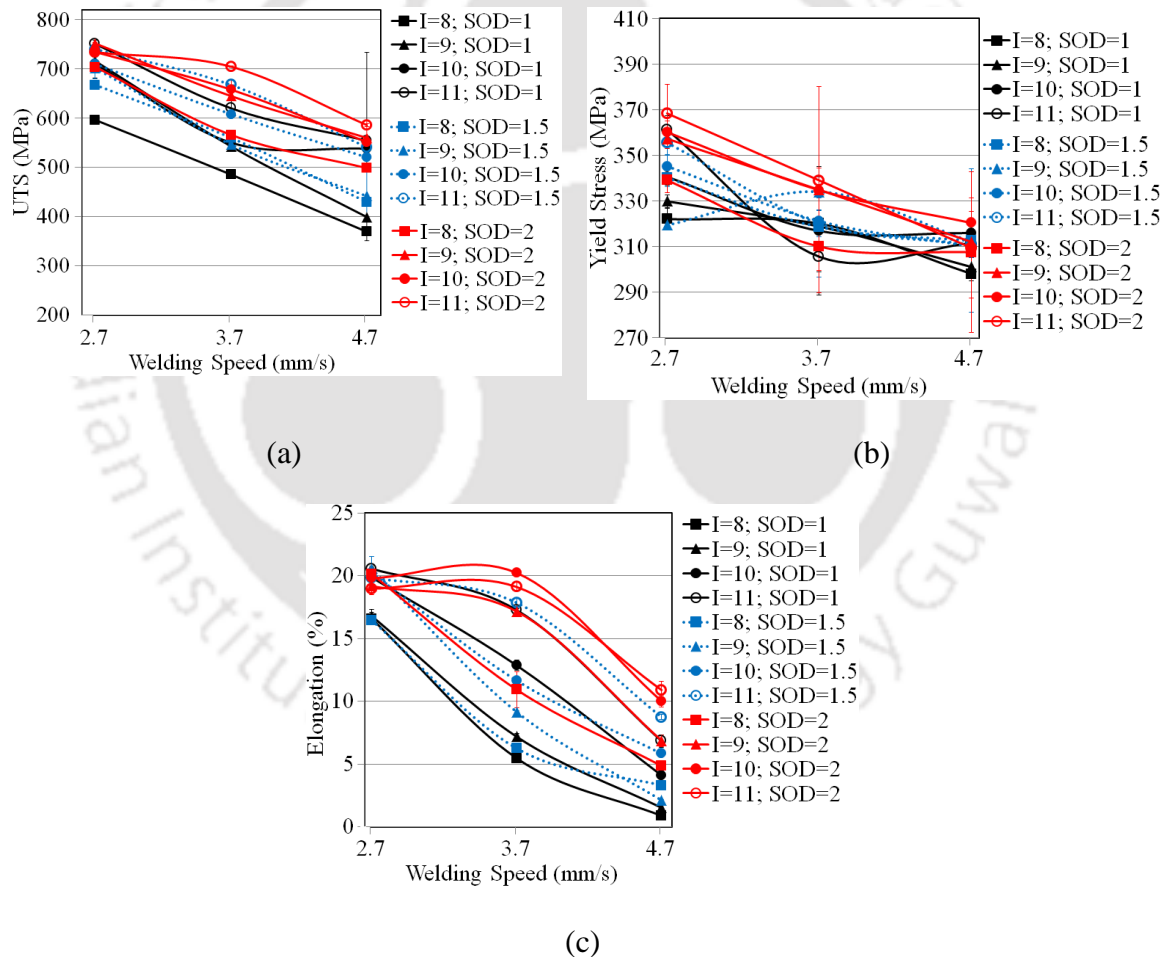 800
700
600
500
400
300
200
UTS (MPa)
2.7 3.7 4.7
Welding Speed (mm/s)
I=8; SOD=1
I=9; SOD=1
I=10; SOD=1
I=11; SOD=1
I=8; SOD=1.5
I=9; SOD=1.5
I=10; SOD=1.5
I=11; SOD=1.5
I=8; SOD=2
I=9; SOD=2
I=10; SOD=2
I=11; SOD=2
(a)
410
390
370
350
330
310
290
270
Yield Stress (MPa)
2.7 3.7 4.7
Welding Speed (mm/s)
I=8; SOD=1
I=9; SOD=1
I=10; SOD=1
I=11; SOD=1
I=8; SOD=1.5
I=9; SOD=1.5
I=10; SOD=1.5
I=11; SOD=1.5
I=8; SOD=2
I=9; SOD=2
I=10; SOD=2
I=11; SOD=2
(b)
25
20
15
10
5
0
Elongation (%)
2.7 3.7 4.7
Welding Speed (mm/s)
I=8; SOD=1
I=9; SOD=1
I=10; SOD=1
I=11; SOD=1
I=8; SOD=1.5
I=9; SOD=1.5
I=10; SOD=1.5
I=11; SOD=1.5
I=8; SOD=2
I=9; SOD=2
I=10; SOD=2
I=11; SOD=2
(c)